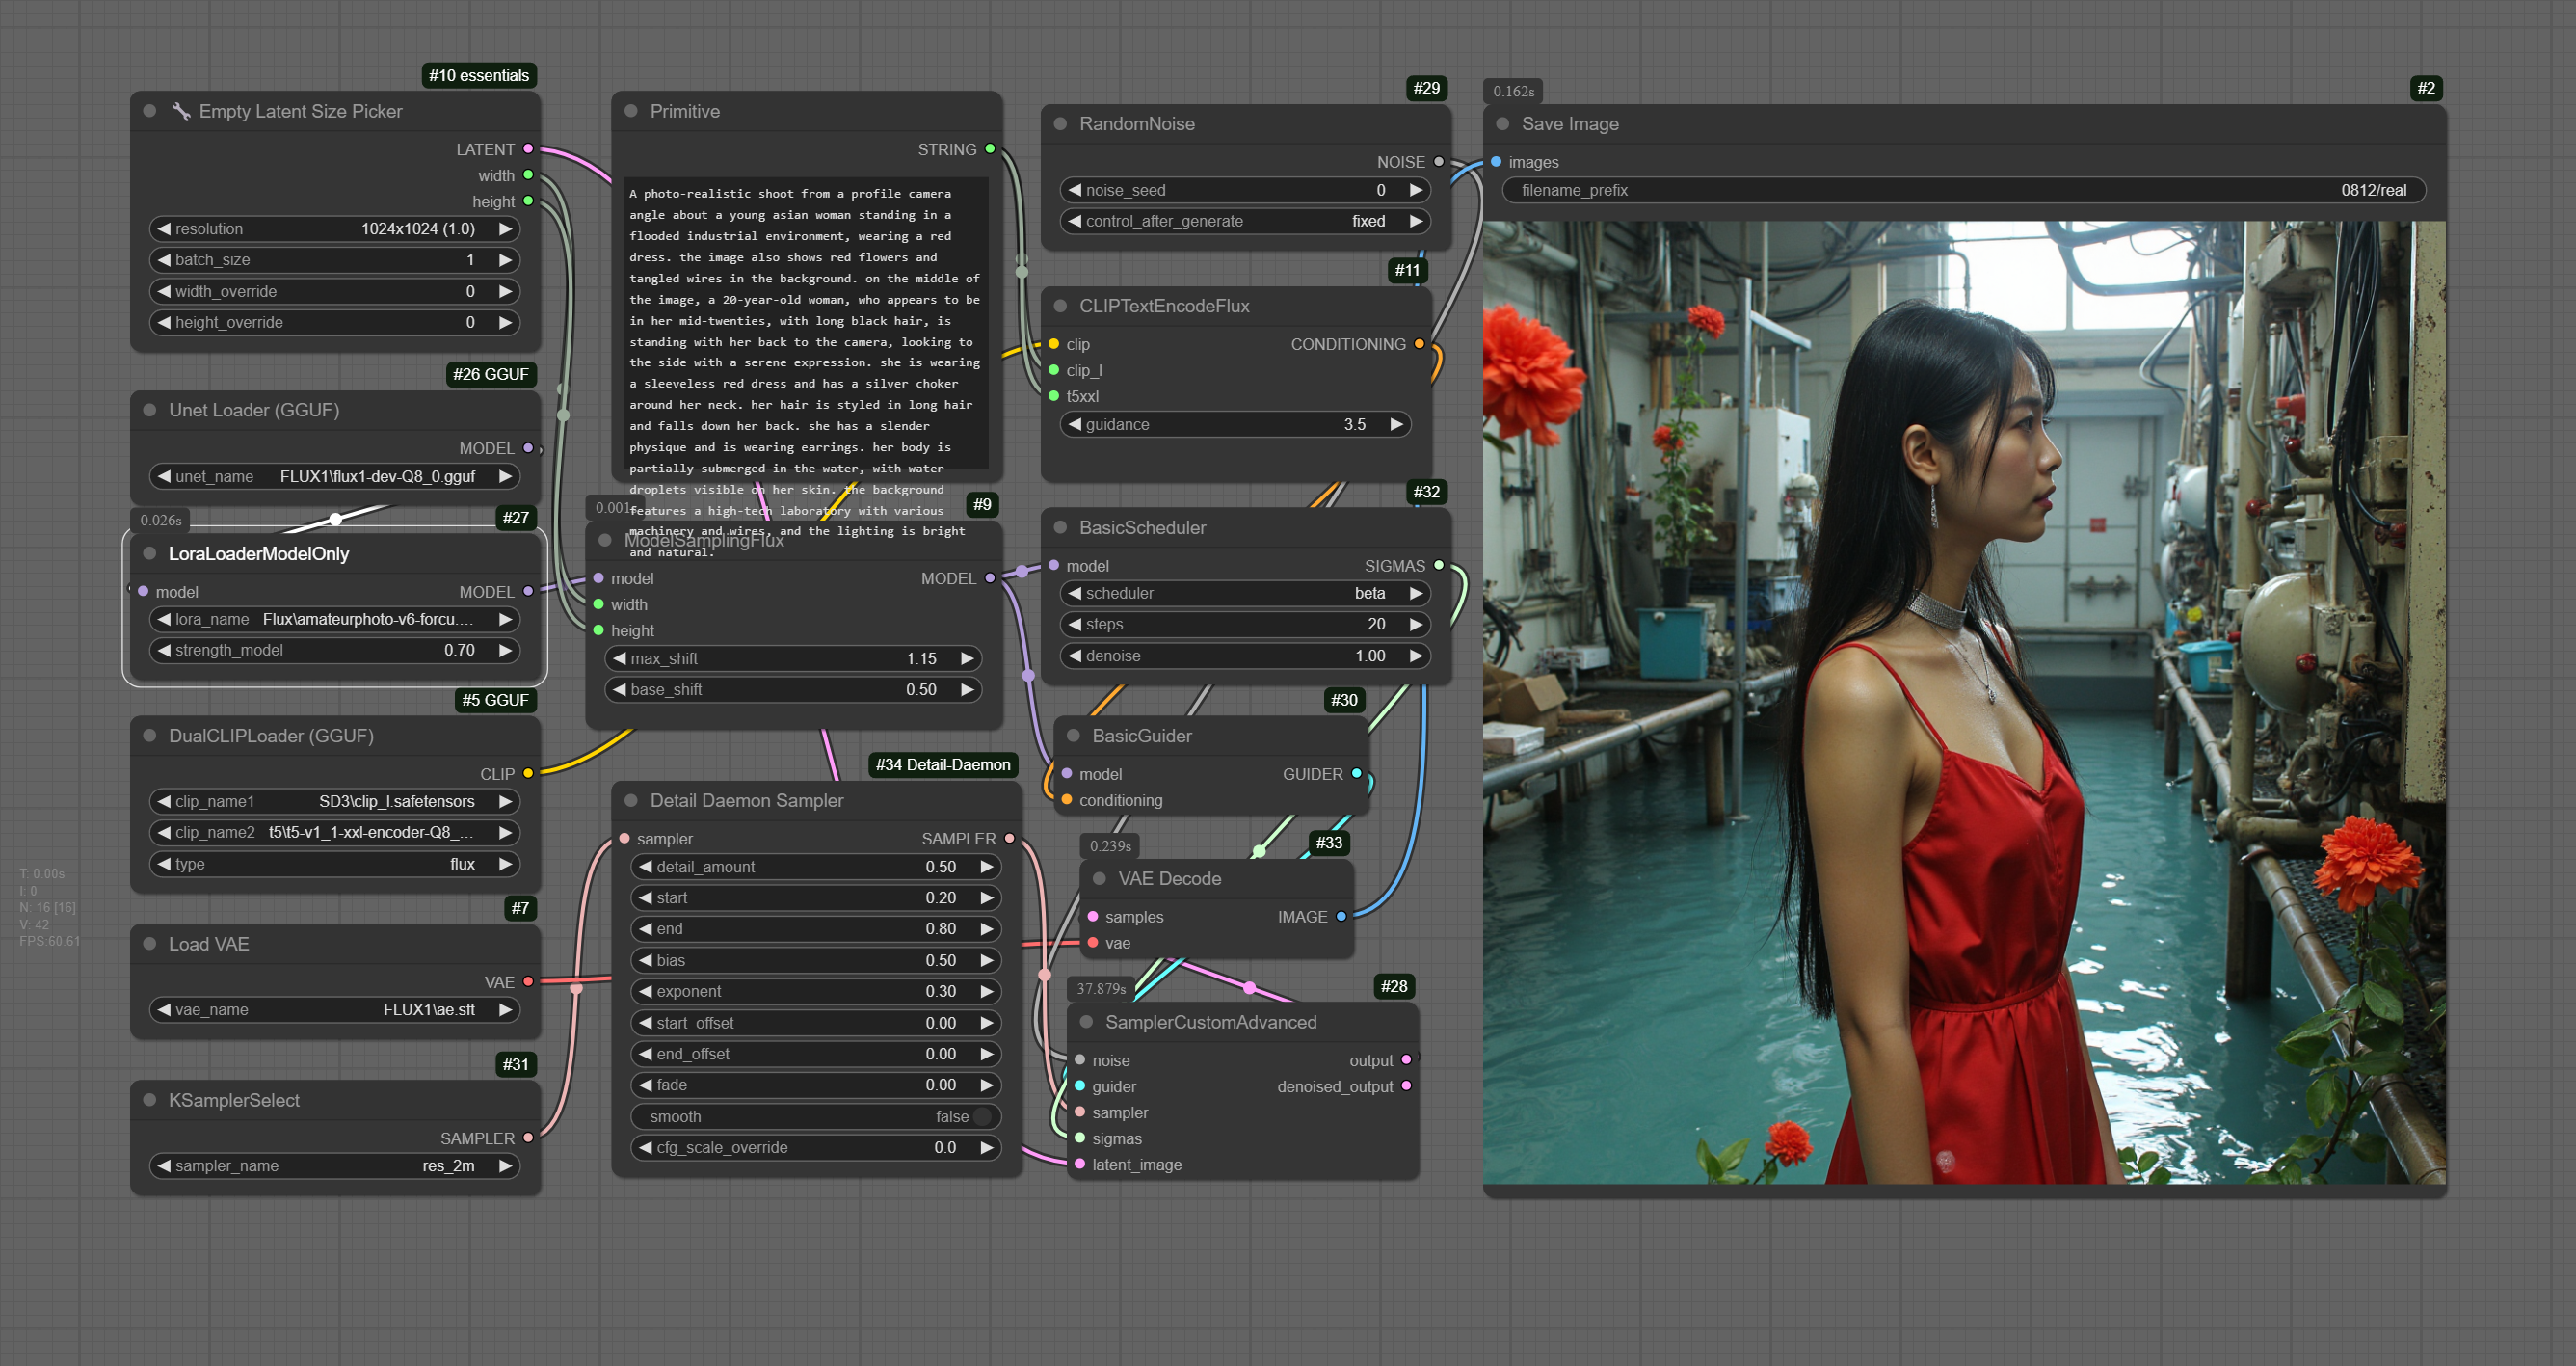 #10 essentials
Empty Latent Size Picker
LATENT
width
height
resolution 1024x1024 (1.0)
batch_size 1
width_override 0
height_override 0
#26 GGUF
Unet Loader (GGUF)
MODEL
unet_name FLUX1\flux1-dev-Q8_0.gguf
0.026s
#27
LoraLoaderModelOnly
model MODEL
lora_name Flux\amateurphoto-v6-forcu....
strength_model 0.70
#5 GGUF
DualCLIPLoader (GGUF)
CLIP
clip_name1 SD3\clip_l.safetensors
clip_name2 t5\t5-v1_1-xxl-encoder-Q8_...
type flux
#7
Load VAE
VAE
vae_name FLUX1\ae.sft
#31
KSamplerSelect
SAMPLER
sampler_name res_2m
T: 0.00s
I: 0
N: 16 [16]
V: 42
FPS:60.61
Primitive
STRING
A photo-realistic shoot from a profile camera
angle about a young asian woman standing in a
flooded industrial environment, wearing a red
dress. the image also shows red flowers and
tangled wires in the background. on the middle of
the image, a 20-year-old woman, who appears to be
in her mid-twenties, with long black hair, is
standing with her back to the camera, looking to
the side with a serene expression. she is wearing
a sleeveless red dress and has a silver choker
around her neck. her hair is styled in long hair
and falls down her back. she has a slender
physique and is wearing earrings. her body is
partially submerged in the water, with water
droplets visible on her skin. the background
features a high-tech laboratory with various
machinery and wires, and the lighting is bright
and natural.
0.001s
#9
ModelSamplingFlux
model MODEL
width
height
max_shift 1.15
base_shift 0.50
#34 Detail-Daemon
Detail Daemon Sampler
sampler SAMPLER
detail_amount 0.50
start 0.20
end 0.80
bias 0.50
exponent 0.30
start_offset 0.00
end_offset 0.00
fade 0.00
smooth false
cfg_scale_override 0.0
#29
RandomNoise
NOISE
noise_seed 0
control_after_generate fixed
#11
CLIPTextEncodeFlux
clip CONDITIONING
clip_l
t5xxl
guidance 3.5
#32
BasicScheduler
model SIGMAS
scheduler beta
steps 20
denoise 1.00
#30
BasicGuider
model GUIDER
conditioning
0.239s
#33
VAE Decode
samples IMAGE
vae
37.879s
#28
SamplerCustomAdvanced
noise output
guider denoised_output
sampler
sigmas
latent_image
0.162s
#2
Save Image
images
filename_prefix 0812/real